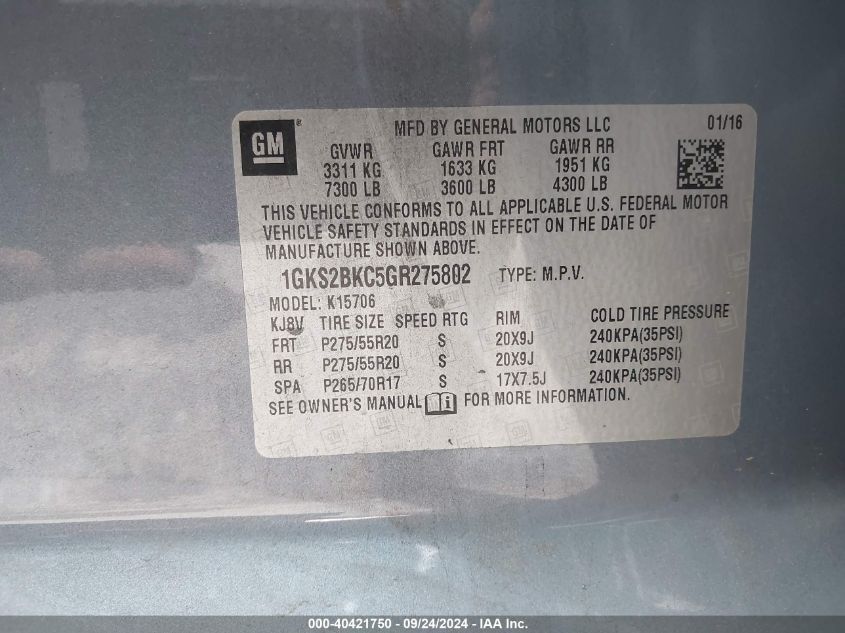 GM ®
MFD BY GENERAL MOTORS LLC 01/16
GVWR GAWR FRT GAWR RR
3311 KG 1633 KG 1951 KG
7300 LB 3600 LB 4300 LB
THIS VEHICLE CONFORMS TO ALL APPLICABLE U.S. FEDERAL MOTOR
VEHICLE SAFETY STANDARDS IN EFFECT ON THE DATE OF
MANUFACTURE SHOWN ABOVE.
1GKS2BKC5GR275802 TYPE: M.P.V.
MODEL: K15706
KJ8V TIRE SIZE SPEED RTG RIM COLD TIRE PRESSURE
FRT P275/55R20 S 20X9J 240KPA(35PSI)
RR P275/55R20 S 20X9J 240KPA(35PSI)
SPA P265/70R17 S 17X7.5J 240KPA(35PSI)
SEE OWNER'S MANUAL FOR MORE INFORMATION.
000-40421750 - 09/24/2024 - IAA Inc.